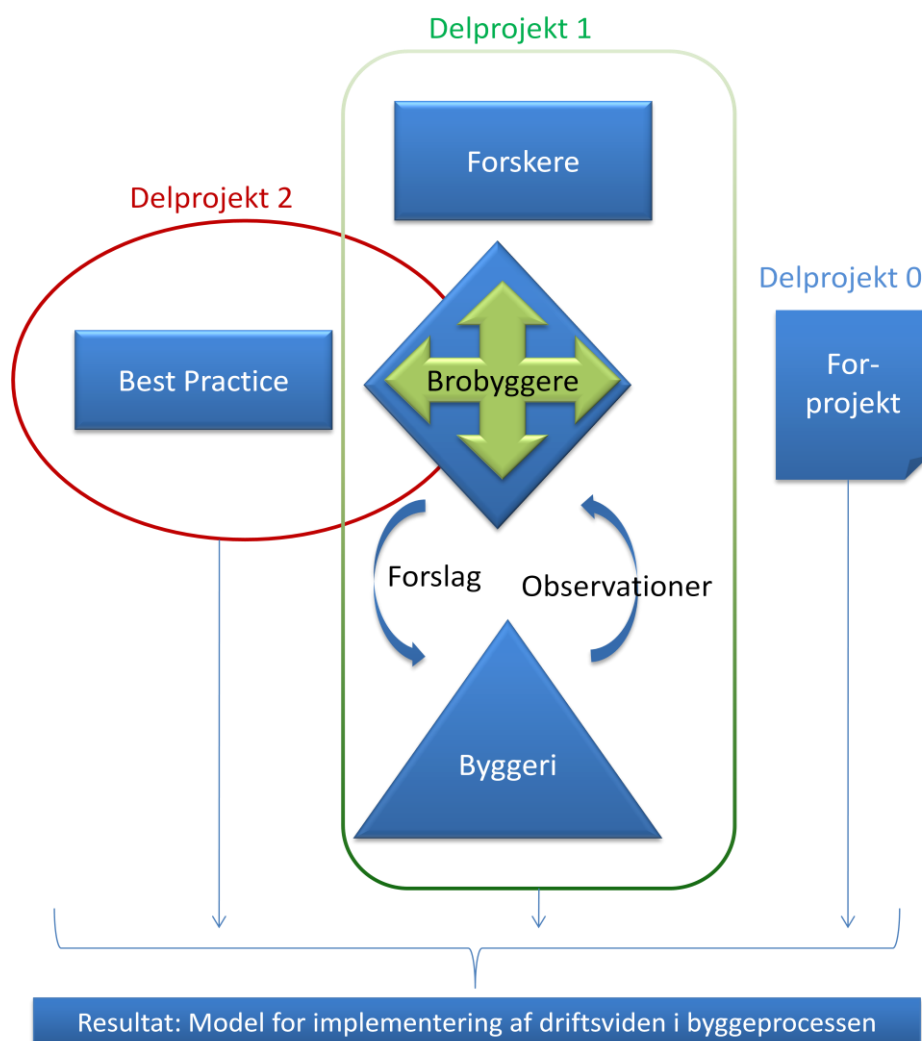 Delprojekt 1
Forskere
Delprojekt 2
Delprojekt 0
Best Practice
Brobyggere
For-
projekt
Forslag
Observationer
Byggeri
Resultat: Model for implementering af driftsviden i byggeprocessen